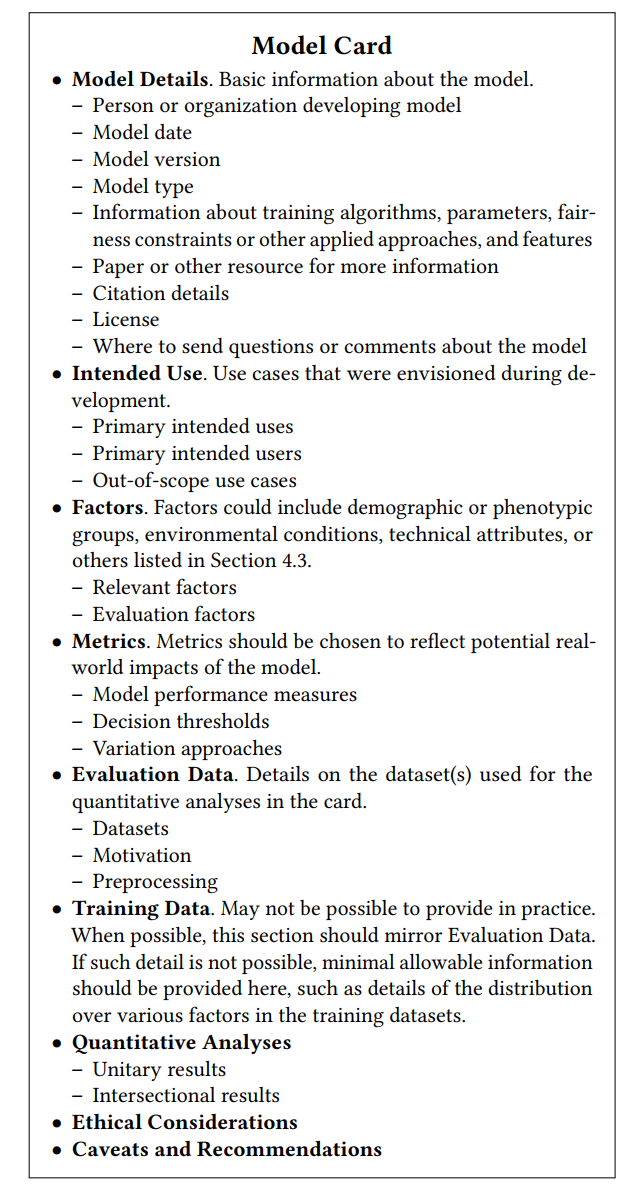 Model Card
• Model Details. Basic information about the model.
– Person or organization developing model
– Model date
– Model version
– Model type
– Information about training algorithms, parameters, fair-
ness constraints or other applied approaches, and features
– Paper or other resource for more information
– Citation details
– License
– Where to send questions or comments about the model
• Intended Use. Use cases that were envisioned during de-
velopment.
– Primary intended uses
– Primary intended users
– Out-of-scope use cases
• Factors. Factors could include demographic or phenotypic
groups, environmental conditions, technical attributes, or
others listed in Section 4.3.
– Relevant factors
– Evaluation factors
• Metrics. Metrics should be chosen to reflect potential real-
world impacts of the model.
– Model performance measures
– Decision thresholds
– Variation approaches
• Evaluation Data. Details on the dataset(s) used for the
quantitative analyses in the card.
– Datasets
– Motivation
– Preprocessing
• Training Data. May not be possible to provide in practice.
When possible, this section should mirror Evaluation Data.
If such detail is not possible, minimal allowable information
should be provided here, such as details of the distribution
over various factors in the training datasets.
• Quantitative Analyses
– Unitary results
– Intersectional results
• Ethical Considerations
• Caveats and Recommendations